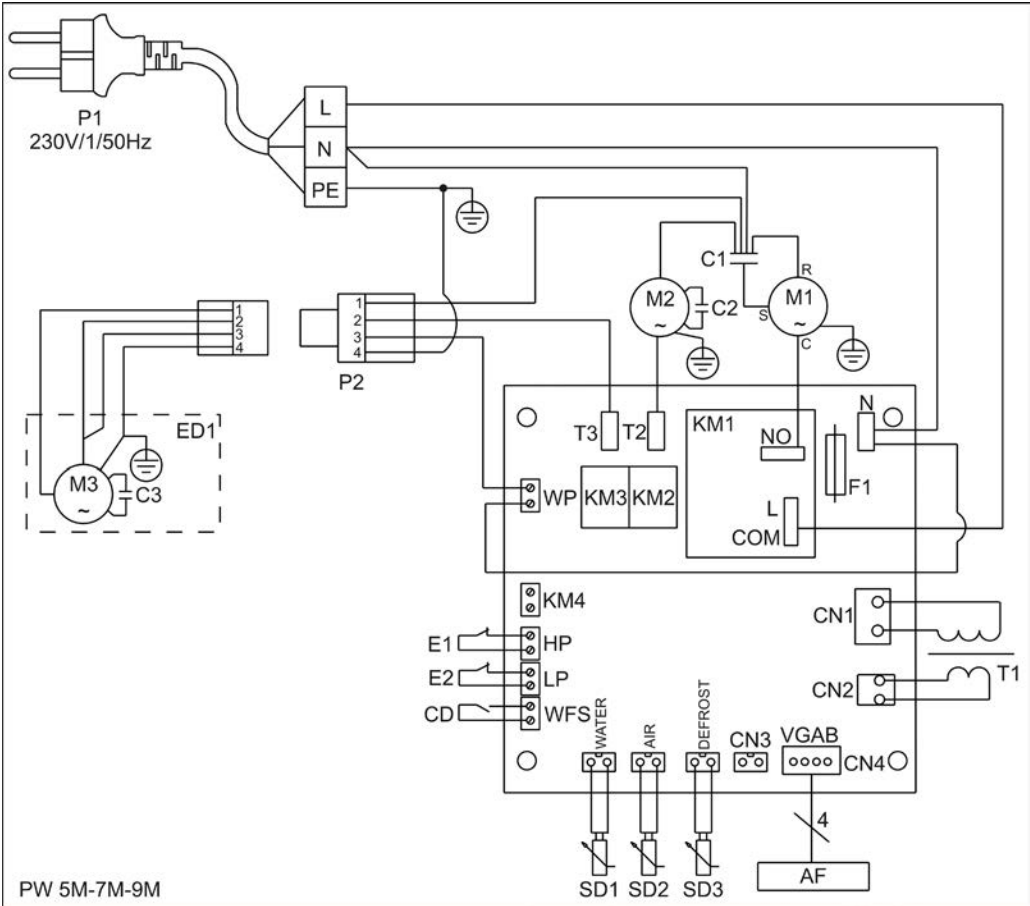 P1
230V/1/50Hz
L
N
PE
C1
R
M2
~
C2
M1
~
S
C
1
2
3
4
1
2
3
4
P2
ED1
M3
~
C3
T3
T2
KM1
NO
N
F1
WP
KM3
KM2
L
COM
KM4
CN1
E1
HP
E2
LP
CD
WFS
T1
CN2
WATER
AIR
DEFROST
CN3
VGAB
CN4
4
SD1
SD2
SD3
AF
PW 5M-7M-9M